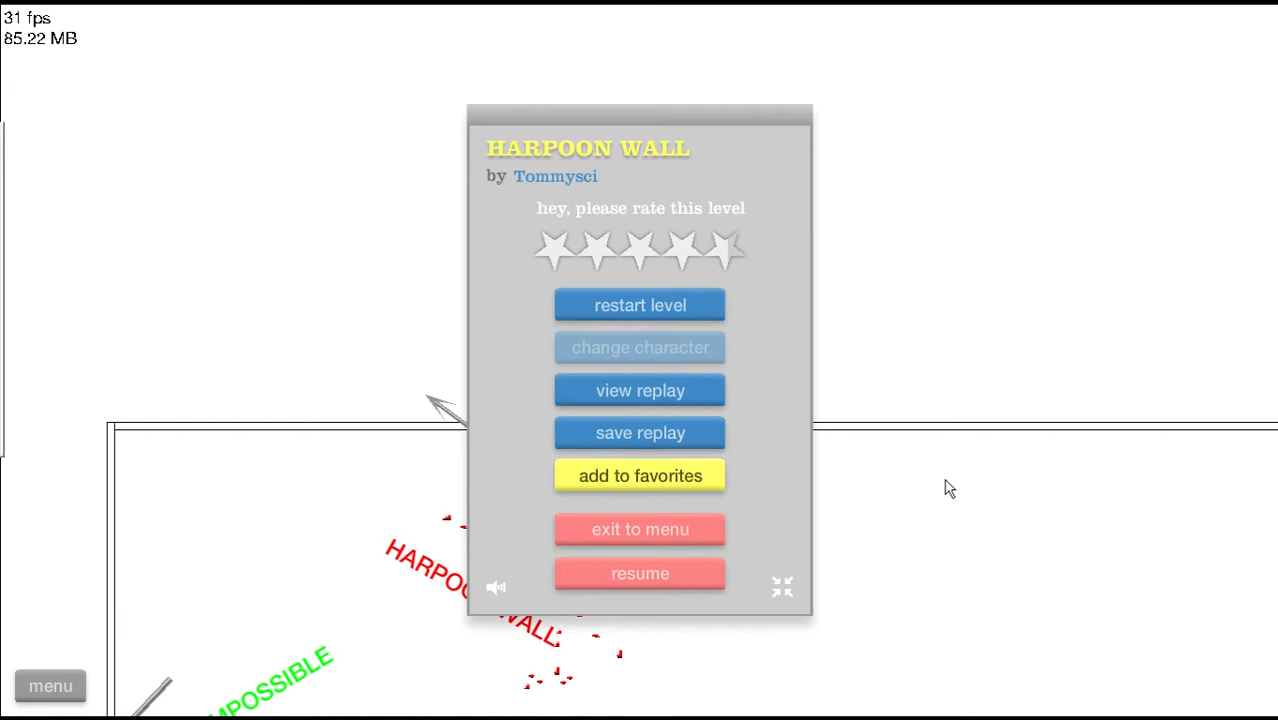 31 fps
85.22 MB
HARPOON WALL
by Tommysci
hey, please rate this level
restart level
change character
view replay
save replay
add to favorites
exit to menu
resume
WALL
menu